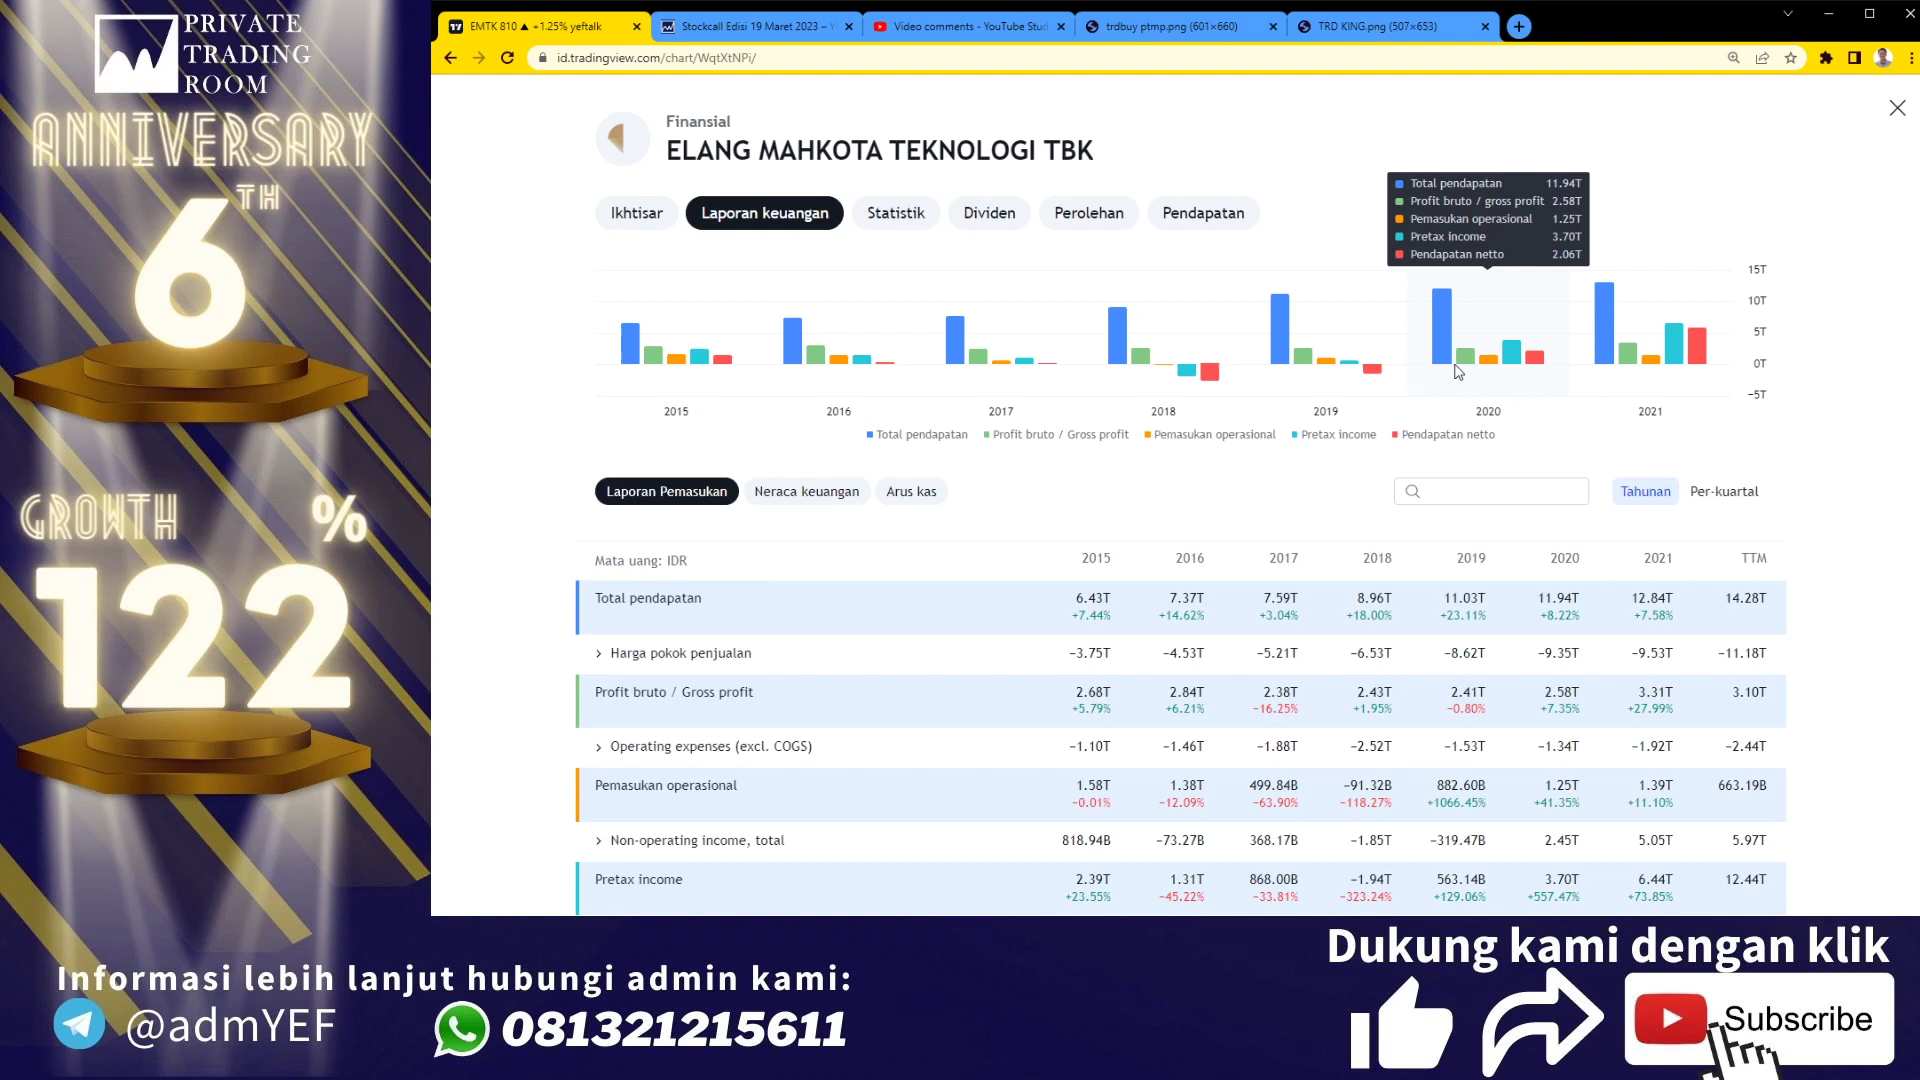 PRIVATE
TRADING
ROOM
ANNIVERSARY
6TH
GROWTH %
122
EMTK 810 ▲ +1.25% yeftalk
Stockcall Edisi 19 Maret 2023 –
Video comments - YouTube Stud
trdbuy ptmp.png (601×660)
TRD KING.png (507×653)
id.tradingview.com/chart/WqtXtNPi/
Finansial
ELANG MAHKOTA TEKNOLOGI TBK
Ikhtisar Laporan keuangan Statistik Dividen Perolehan Pendapatan
Total pendapatan 11.94T
Profit bruto / gross profit 2.58T
Pemasukan operasional 1.25T
Pretax income 3.70T
Pendapatan netto 2.06T
15T
10T
5T
0T
−5T
2015 2016 2017 2018 2019 2020 2021
Total pendapatan Profit bruto / Gross profit Pemasukan operasional Pretax income Pendapatan netto
Laporan Pemasukan Neraca keuangan Arus kas Tahunan Per-kuartal
Mata uang: IDR 2015 2016 2017 2018 2019 2020 2021 TTM
Total pendapatan 6.43T 7.37T 7.59T 8.96T 11.03T 11.94T 12.84T 14.28T
+7.44% +14.62% +3.04% +18.00% +23.11% +8.22% +7.58%
Harga pokok penjualan −3.75T −4.53T −5.21T −6.53T −8.62T −9.35T −9.53T −11.18T
Profit bruto / Gross profit 2.68T 2.84T 2.38T 2.43T 2.41T 2.58T 3.31T 3.10T
+5.79% +6.21% −16.25% +1.95% −0.80% +7.35% +27.99%
Operating expenses (excl. COGS) −1.10T −1.46T −1.88T −2.52T −1.53T −1.34T −1.92T −2.44T
Pemasukan operasional 1.58T 1.38T 499.84B −91.32B 882.60B 1.25T 1.39T 663.19B
−0.01% −12.09% −63.90% −118.27% +1066.45% +41.35% +11.10%
Non-operating income, total 818.94B −73.27B 368.17B −1.85T −319.47B 2.45T 5.05T 5.97T
Pretax income 2.39T 1.31T 868.00B −1.94T 563.14B 3.70T 6.44T 12.44T
+23.55% −45.22% −33.81% −323.24% +129.06% +557.47% +73.85%
Informasi lebih lanjut hubungi admin kami:
@admYEF 081321215611
Dukung kami dengan klik
Subscribe